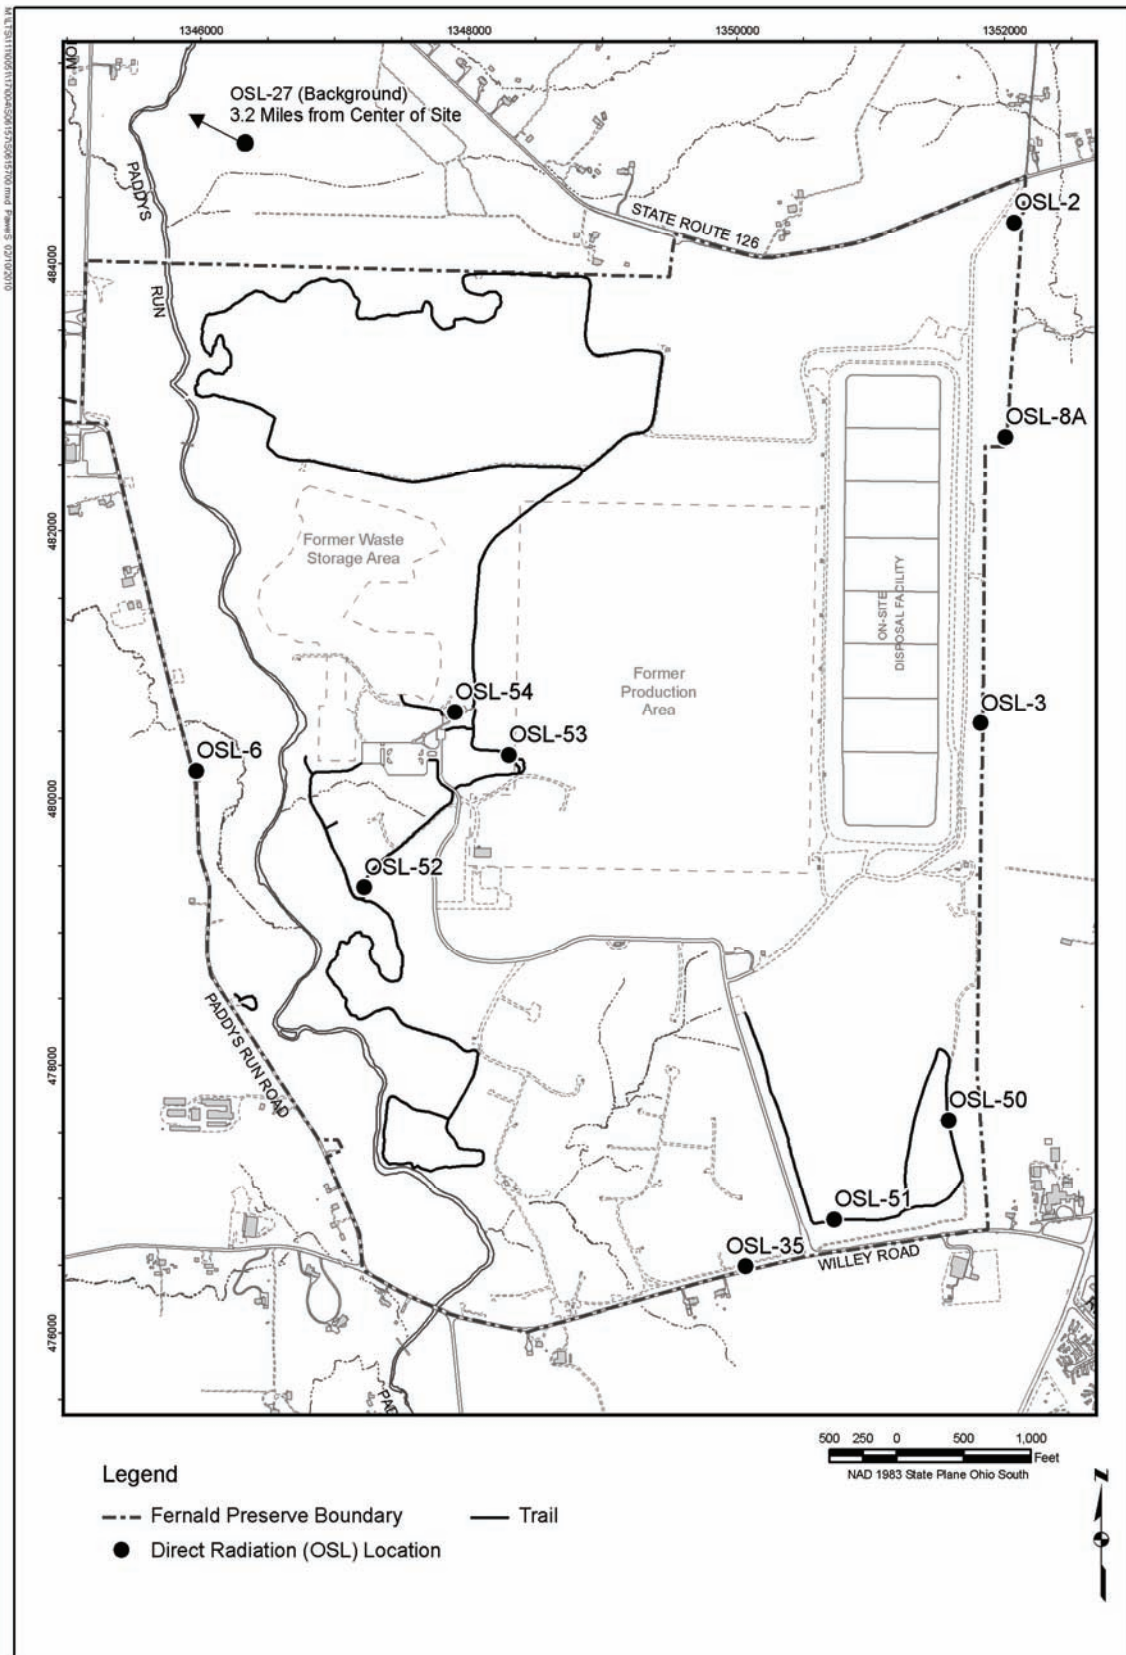 1346000
1348000
1350000
1352000
MO
OSL-27 (Background)
3.2 Miles from Center of Site
PADDYS
RUN
STATE ROUTE 126
OSL-2
484000
OSL-8A
482000
Former Waste
Storage Area
ON-SITE
DISPOSAL FACILITY
Former
Production
Area
OSL-54
OSL-53
OSL-3
OSL-6
480000
OSL-52
PADDYS RUN ROAD
478000
OSL-50
OSL-51
OSL-35
WILLEY ROAD
476000
PAD
500 250 0 500 1,000
Feet
NAD 1983 State Plane Ohio South
Legend
Fernald Preserve Boundary
Trail
Direct Radiation (OSL) Location
Z